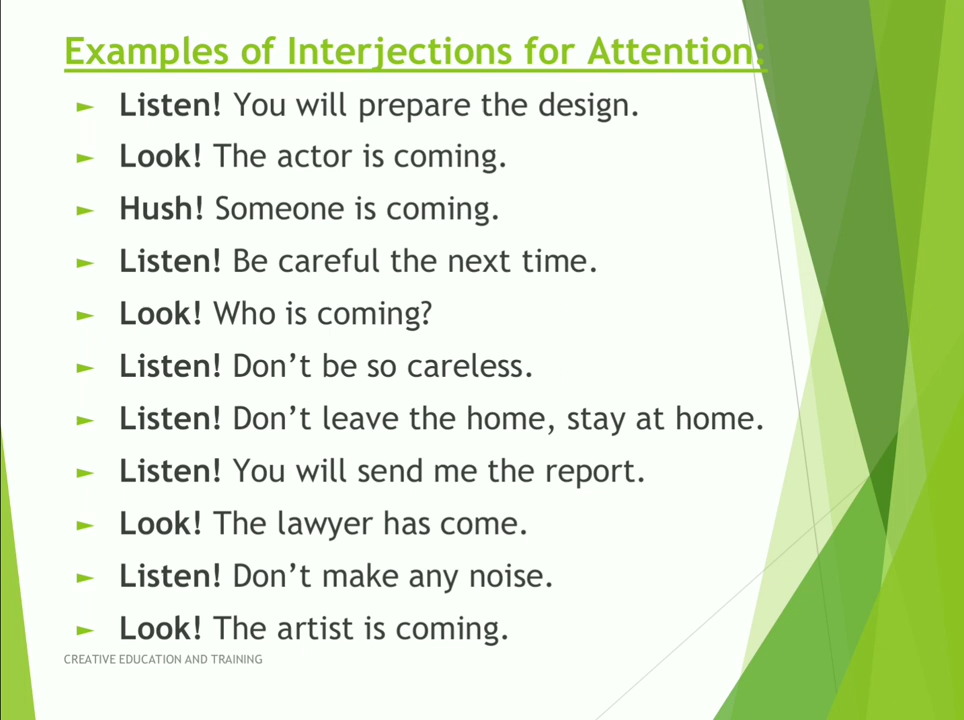 Examples of Interjections for Attention:
► Listen! You will prepare the design.
► Look! The actor is coming.
► Hush! Someone is coming.
► Listen! Be careful the next time.
► Look! Who is coming?
► Listen! Don’t be so careless.
► Listen! Don’t leave the home, stay at home.
► Listen! You will send me the report.
► Look! The lawyer has come.
► Listen! Don’t make any noise.
► Look! The artist is coming.
CREATIVE EDUCATION AND TRAINING